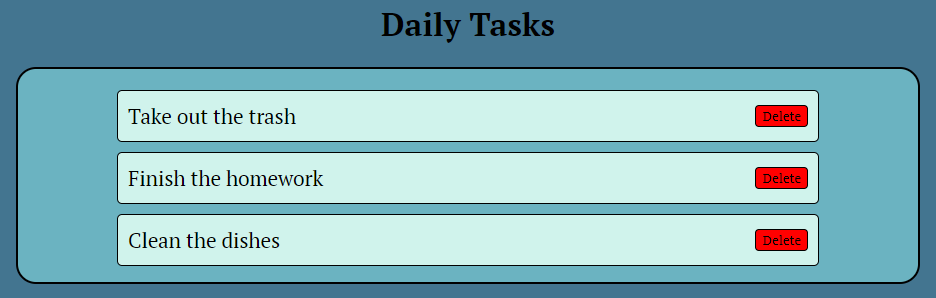 Daily Tasks
Take out the trash
Delete
Finish the homework
Delete
Clean the dishes
Delete